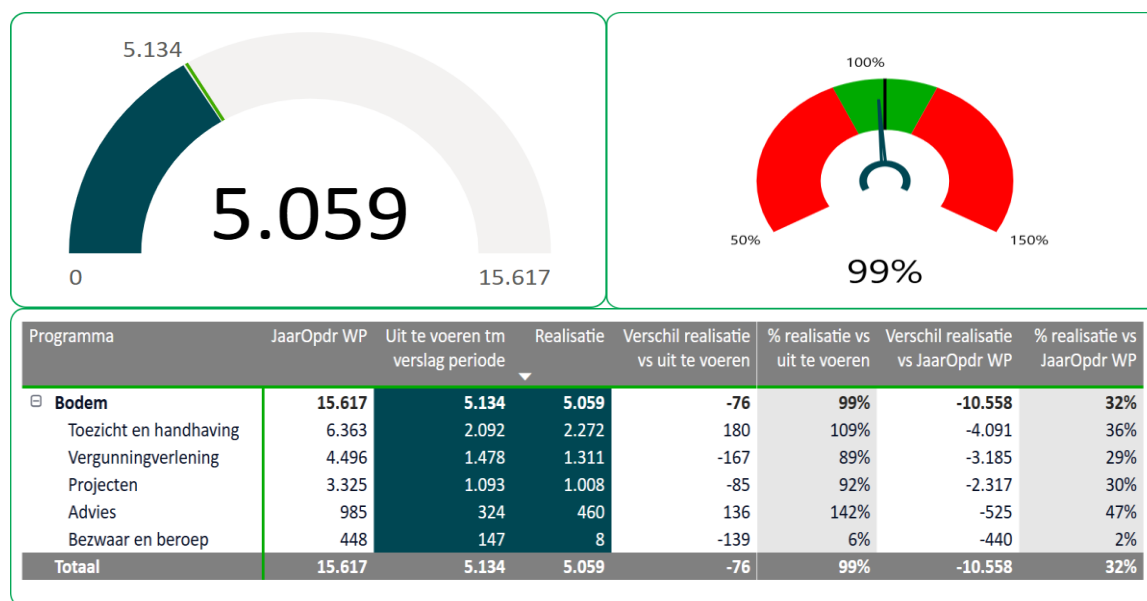 5.134
5.059
0
15.617
100%
50%
150%
99%
Programma JaarOpdr WP Uit te voeren tm verslag periode Realisatie Verschil realisatie vs uit te voeren % realisatie vs uit te voeren Verschil realisatie vs JaarOpdr WP % realisatie vs JaarOpdr WP
Bodem 15.617 5.134 5.059 -76 99% -10.558 32%
Toezicht en handhaving 6.363 2.092 2.272 180 109% -4.091 36%
Vergunningverlening 4.496 1.478 1.311 -167 89% -3.185 29%
Projecten 3.325 1.093 1.008 -85 92% -2.317 30%
Advies 985 324 460 136 142% -525 47%
Bezwaar en beroep 448 147 8 -139 6% -440 2%
Totaal 15.617 5.134 5.059 -76 99% -10.558 32%